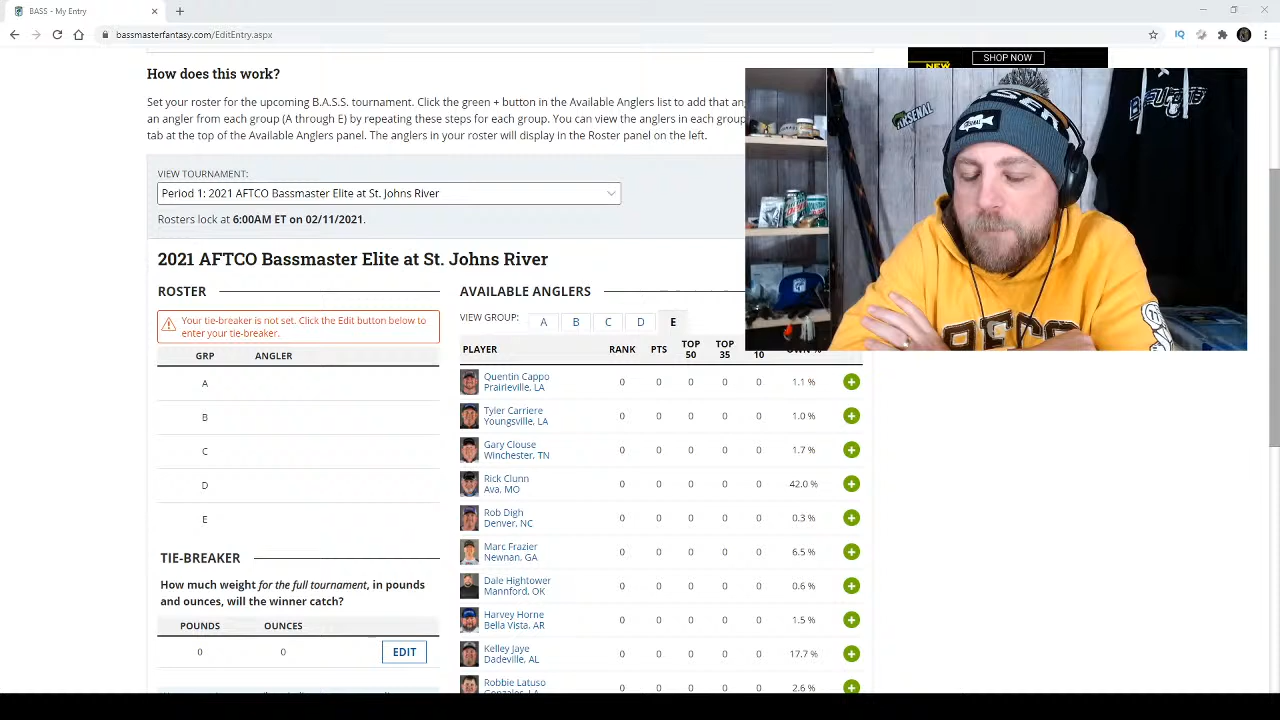 BASS - My Entry
bassmasterfantasy.com/EditEntry.aspx
IQ
How does this work?
SHOP NOW
NEW
Set your roster for the upcoming B.A.S.S. tournament. Click the green + button in the Available Anglers list to add that
an angler from each group (A through E) by repeating these steps for each group. You can view the anglers in each group
tab at the top of the Available Anglers panel. The anglers in your roster will display in the Roster panel on the left.
VIEW TOURNAMENT:
Period 1: 2021 AFTCO Bassmaster Elite at St. Johns River
Rosters lock at 6:00AM ET on 02/11/2021.
2021 AFTCO Bassmaster Elite at St. Johns River
ROSTER
Your tie-breaker is not set. Click the Edit button below to
enter your tie-breaker.
GRP ANGLER
A
B
C
D
E
TIE-BREAKER
How much weight for the full tournament, in pounds
and ounces, will the winner catch?
POUNDS OUNCES
0 0 EDIT
AVAILABLE ANGLERS
VIEW GROUP: A B C D E
PLAYER RANK PTS TOP 50 TOP 35 10
Quentin Cappo 0 0 0 0 0 1.1 %
Prairieville, LA
Tyler Carriere 0 0 0 0 0 1.0 %
Youngsville, LA
Gary Clouse 0 0 0 0 0 1.7 %
Winchester, TN
Rick Clunn 0 0 0 0 0 42.0 %
Ava, MO
Rob Digh 0 0 0 0 0 0.3 %
Denver, NC
Marc Frazier 0 0 0 0 0 6.5 %
Newnan, GA
Dale Hightower 0 0 0 0 0 0.6 %
Mannford, OK
Harvey Horne 0 0 0 0 0 1.5 %
Bella Vista, AR
Kelley Jaye 0 0 0 0 0 17.7 %
Dadeville, AL
Robbie Latuso 0 0 0 0 0 2.6 %
Gonzales, LA
ARSENAL
ARSENAL